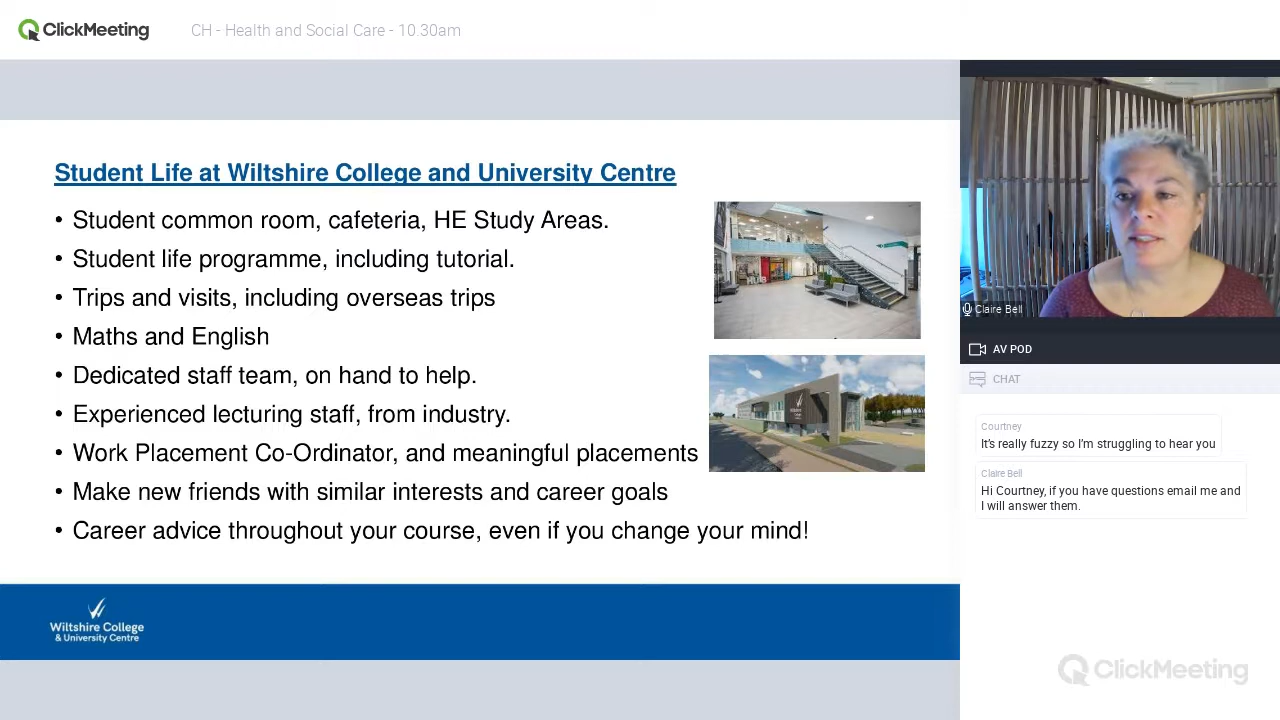 ClickMeeting
CH - Health and Social Care - 10.30am
Student Life at Wiltshire College and University Centre
• Student common room, cafeteria, HE Study Areas.
• Student life programme, including tutorial.
• Trips and visits, including overseas trips
• Maths and English
• Dedicated staff team, on hand to help.
• Experienced lecturing staff, from industry.
• Work Placement Co-Ordinator, and meaningful placements
• Make new friends with similar interests and career goals
• Career advice throughout your course, even if you change your mind!
Wiltshire College
& University Centre
Claire Bell
AV POD
CHAT
Courtney
It's really fuzzy so I'm struggling to hear you
Claire Bell
Hi Courtney, if you have questions email me and
I will answer them.
ClickMeeting